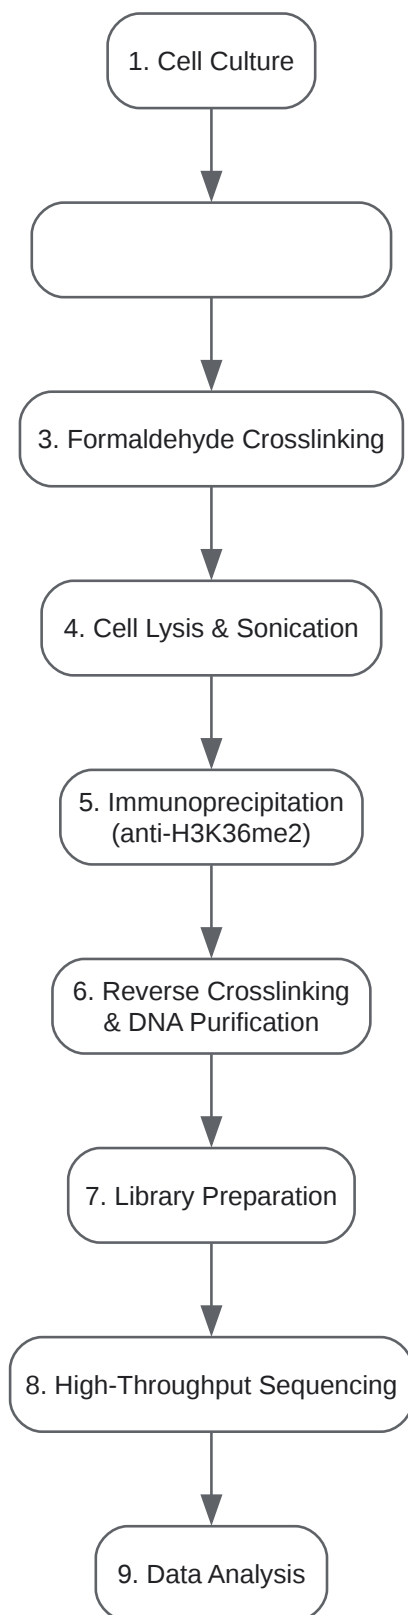 1. Cell Culture
3. Formaldehyde Crosslinking
4. Cell Lysis & Sonication
5. Immunoprecipitation
(anti-H3K36me2)
6. Reverse Crosslinking
& DNA Purification
7. Library Preparation
8. High-Throughput Sequencing
9. Data Analysis